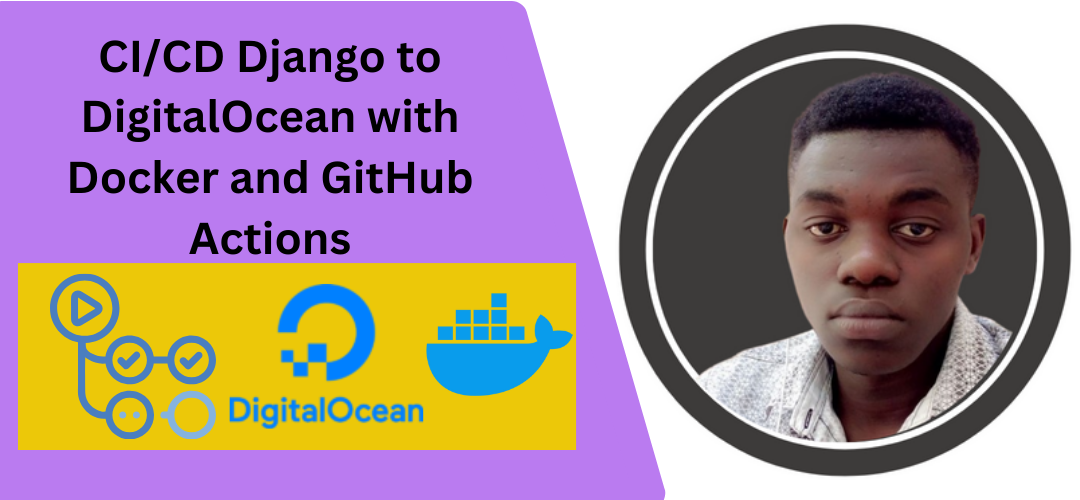 CI/CD Django to
DigitalOcean with
Docker and GitHub
Actions
DigitalOcean